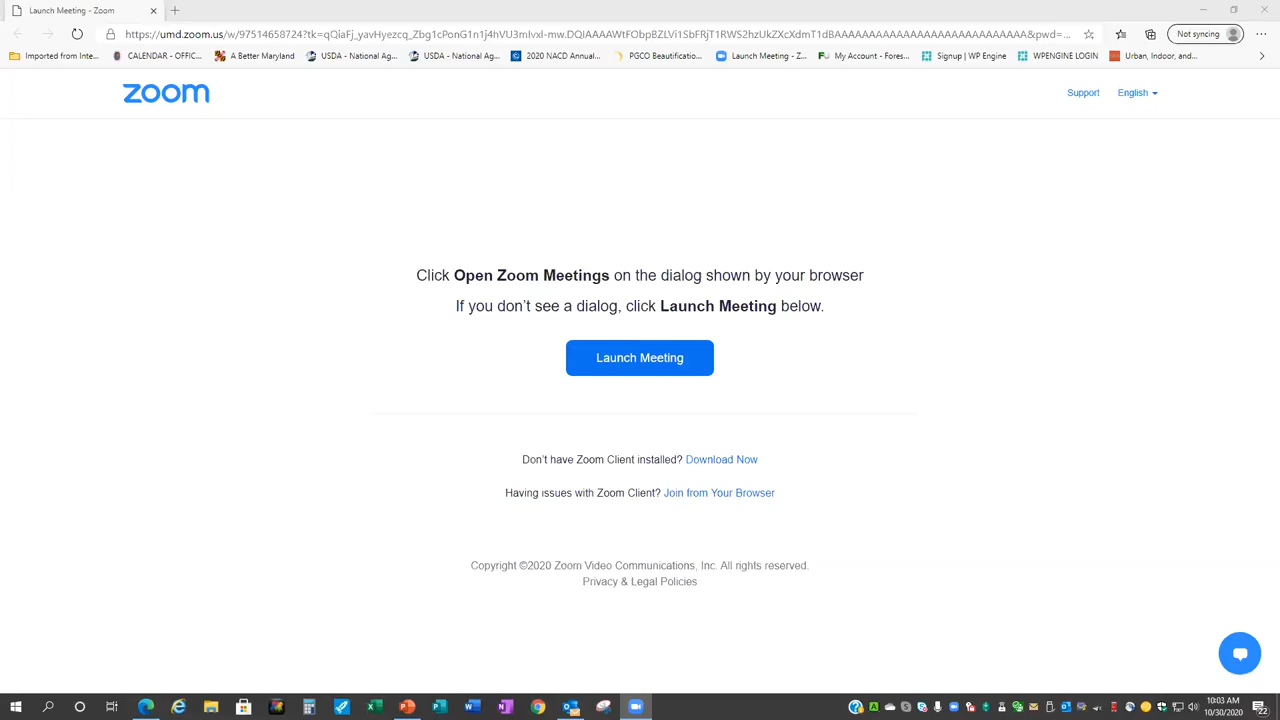 Launch Meeting - Zoom
Not syncing
Imported from Inte...
CALENDAR - OFFIC...
A Better Maryland
USDA - National Ag...
USDA - National Ag...
2020 NACD Annual...
PGCO Beautificatio...
Launch Meeting - Z...
My Account - Fores...
Signup | WP Engine
WPENGINE LOGIN
Urban, Indoor, and...
zoom
Support
English
Click Open Zoom Meetings on the dialog shown by your browser
If you don't see a dialog, click Launch Meeting below.
Launch Meeting
Don't have Zoom Client installed? Download Now
Having issues with Zoom Client? Join from Your Browser
Copyright ©2020 Zoom Video Communications, Inc. All rights reserved.
Privacy & Legal Policies
10:03 AM
10/30/2020